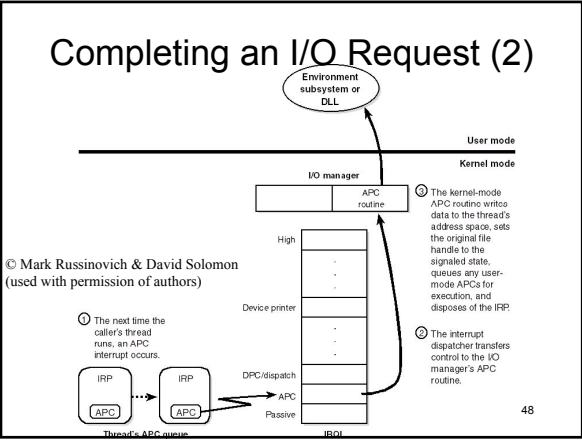 Completing an I/O Request (2)
Environment
subsystem or
DLL
User mode
Kernel mode
I/O manager
APC
routine
3 The kernel-mode
APC routine writes
data to the thread's
address space, sets
the original file
handle to the
signaled state,
queues any user-
mode APCs for
execution, and
disposes of the IRP.
© Mark Russinovich & David Solomon
(used with permission of authors)
High
Device printer
DPC/dispatch
APC
Passive
IRQL
1 The next time the
caller's thread
runs, an APC
interrupt occurs.
2 The interrupt
dispatcher transfers
control to the I/O
manager's APC
routine.
IRP
APC
IRP
APC
Thread's APC queue
48